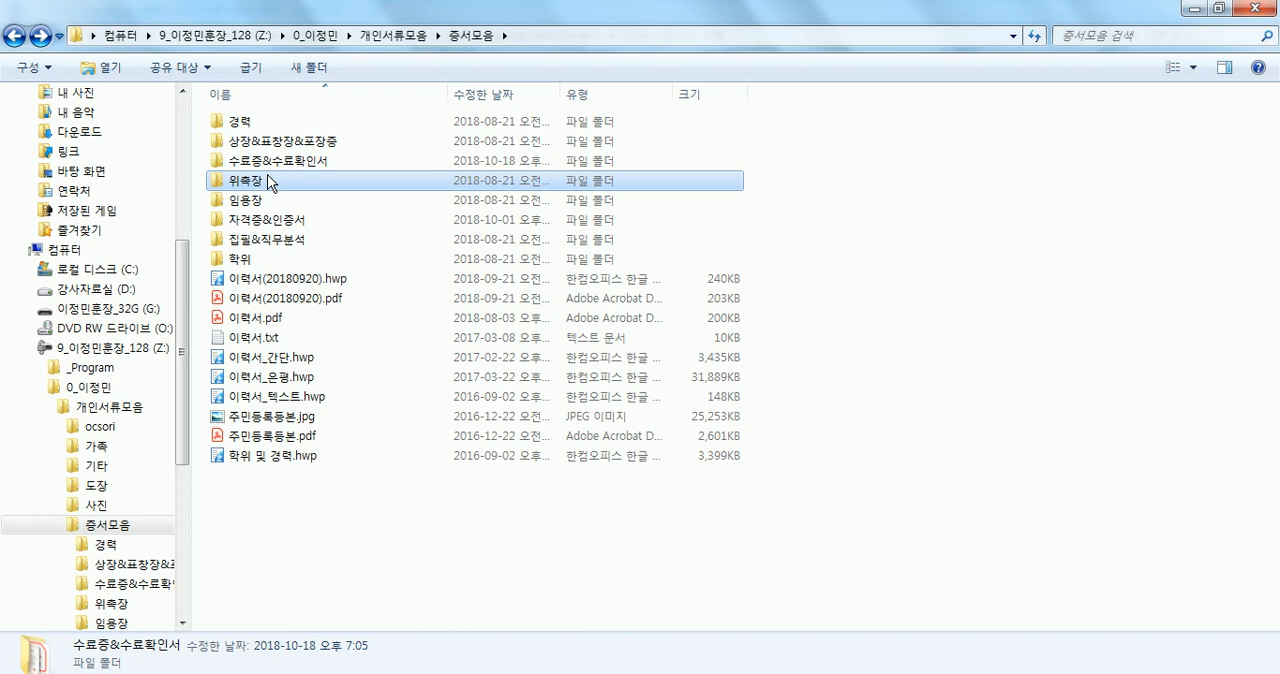 컴퓨터 9_이정민훈장_128 (Z:) 0_이정민 개인서류모음 증서모음
증서모음 검색
구성 열기 공유 대상 굽기 새 폴더
내 사진
내 음악
다운로드
링크
바탕 화면
연락처
저장된 게임
즐겨찾기
컴퓨터
로컬 디스크 (C:)
강사자료실 (D:)
이정민훈장_32G (G:)
DVD RW 드라이브 (O:)
9_이정민훈장_128 (Z:)
_Program
0_이정민
개인서류모음
ocsori
가족
기타
도장
사진
증서모음
경력
상장&표창장&포
수료증&수료확인
위촉장
임용장
이름 수정한 날짜 유형 크기
경력 2018-08-21 오전... 파일 폴더
상장&표창장&포장증 2018-08-21 오전... 파일 폴더
수료증&수료확인서 2018-10-18 오후... 파일 폴더
위촉장 2018-08-21 오전... 파일 폴더
임용장 2018-08-21 오전... 파일 폴더
자격증&인증서 2018-10-01 오후... 파일 폴더
집필&직무분석 2018-08-21 오전... 파일 폴더
학위 2018-08-21 오전... 파일 폴더
이력서(20180920).hwp 2018-09-21 오전... 한컴오피스 한글 ... 240KB
이력서(20180920).pdf 2018-09-21 오전... Adobe Acrobat D... 203KB
이력서.pdf 2018-08-03 오후... Adobe Acrobat D... 200KB
이력서.txt 2017-03-08 오후... 텍스트 문서 10KB
이력서_간단.hwp 2017-02-22 오후... 한컴오피스 한글 ... 3,435KB
이력서_은평.hwp 2017-03-22 오후... 한컴오피스 한글 ... 31,889KB
이력서_텍스트.hwp 2016-09-02 오후... 한컴오피스 한글 ... 148KB
주민등록등본.jpg 2016-12-22 오전... JPEG 이미지 25,253KB
주민등록등본.pdf 2016-12-22 오전... Adobe Acrobat D... 2,601KB
학위 및 경력.hwp 2016-09-02 오후... 한컴오피스 한글 ... 3,399KB
수료증&수료확인서 수정한 날짜: 2018-10-18 오후 7:05
파일 폴더